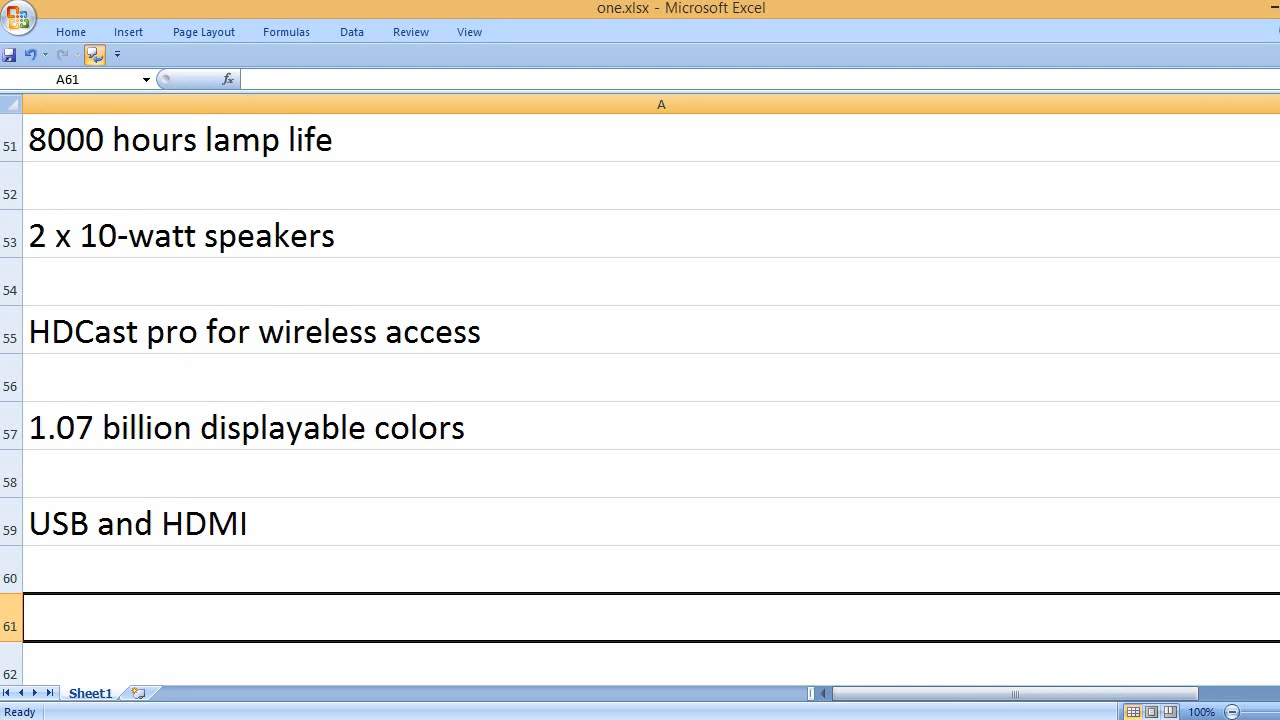 one.xlsx - Microsoft Excel
Home Insert Page Layout Formulas Data Review View
A61 fx
A
51 8000 hours lamp life
52
53 2 x 10-watt speakers
54
55 HDCast pro for wireless access
56
57 1.07 billion displayable colors
58
59 USB and HDMI
60
61
62
Sheet1
Ready 100%